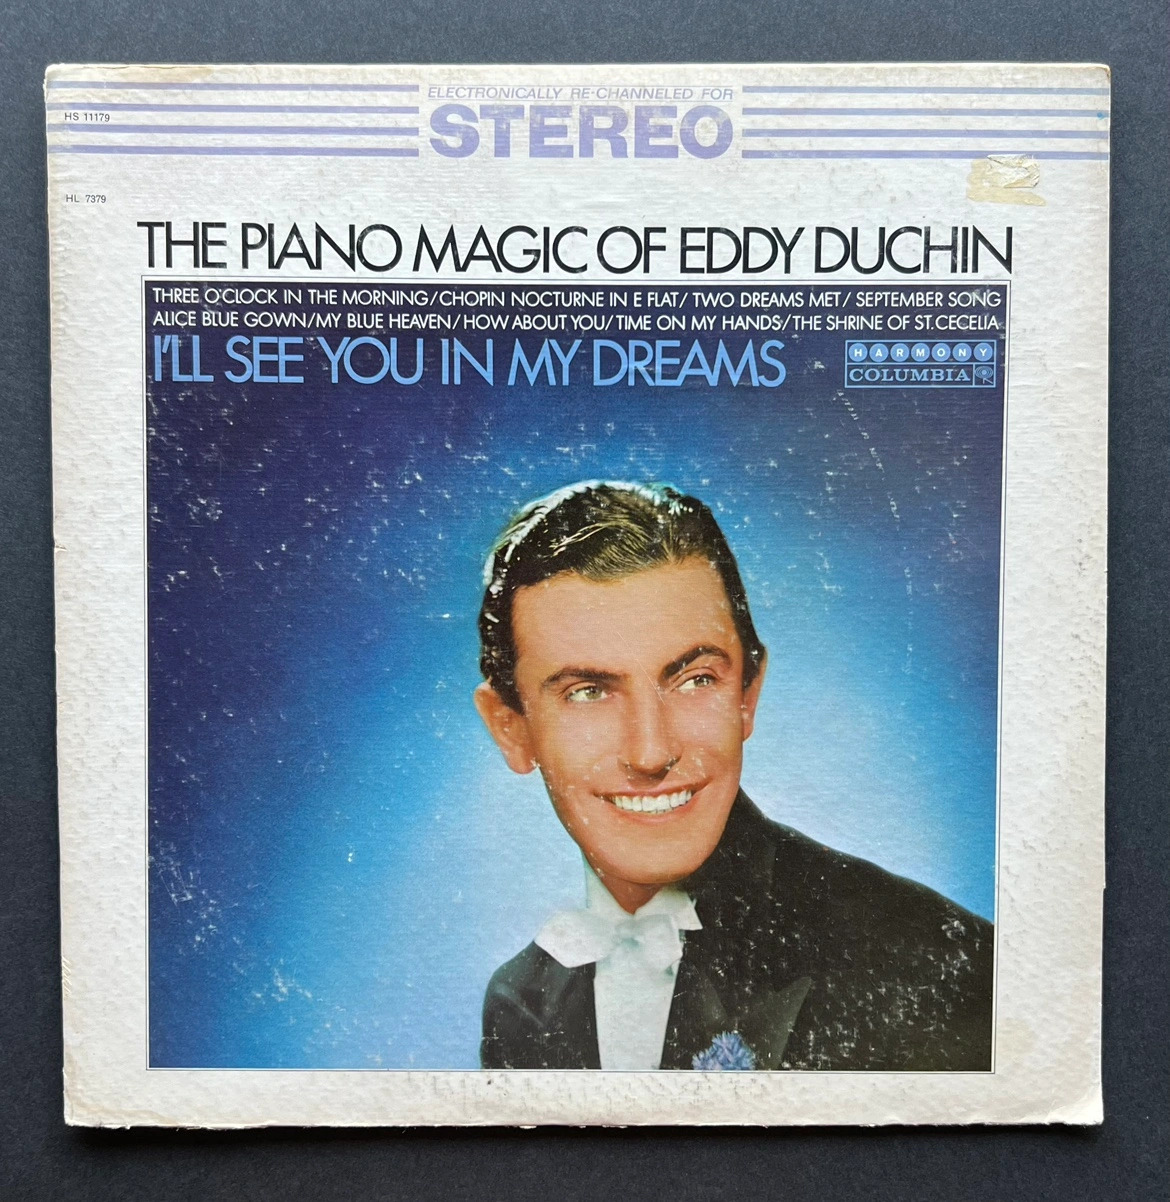 ELECTRONICALLY RE-CHANNELED FOR
STEREO
HS 11179
HL 7379
THE PIANO MAGIC OF EDDY DUCHIN
THREE O'CLOCK IN THE MORNING/CHOPIN NOCTURNE IN E FLAT/TWO DREAMS MET/SEPTEMBER SONG
ALICE BLUE GOWN/MY BLUE HEAVEN/HOW ABOUT YOU/TIME ON MY HANDS/THE SHRINE OF ST.CECELIA
I'LL SEE YOU IN MY DREAMS
HARMONY
COLUMBIA